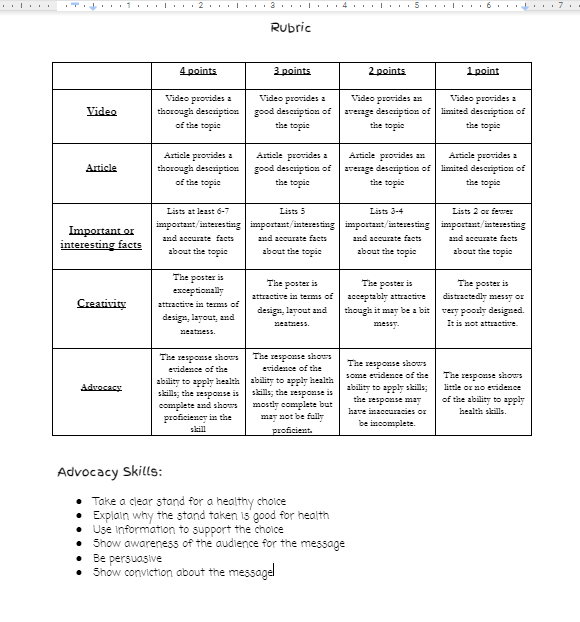 1 2 3 4 5 6 7
Rubric
4 points 3 points 2 points 1 point
Video
Video provides a
thorough description
of the topic
Video provides a
good description of
the topic
Video provides an
average description of
the topic
Video provides a
limited description of
the topic
Article
Article provides a
thorough description
of the topic
Article provides a
good description of
the topic
Article provides an
average description of
the topic
Article provides a
limited description of
the topic
Important or
interesting facts
Lists at least 6-7
important/interesting
and accurate facts
about the topic
Lists 5
important/interesting
and accurate facts
about the topic
Lists 3-4
important/interesting
and accurate facts
about the topic
Lists 2 or fewer
important/interesting
and accurate facts
about the topic
Creativity
The poster is
exceptionally
attractive in terms of
design, layout, and
neatness.
The poster is
attractive in terms of
design, layout and
neatness.
The poster is
acceptably attractive
though it may be a bit
messy.
The poster is
distractedly messy or
very poorly designed.
It is not attractive.
Advocacy
The response shows
evidence of the
ability to apply health
skills; the response is
complete and shows
proficiency in the
skill
The response shows
evidence of the
ability to apply health
skills; the response is
mostly complete but
may not be fully
proficient.
The response shows
some evidence of the
ability to apply skills;
the response may
have inaccuracies or
be incomplete.
The response shows
little or no evidence
of the ability to apply
health skills.
Advocacy Skills:
● Take a clear stand for a healthy choice
● Explain why the stand taken is good for health
● Use information to support the choice
● Show awareness of the audience for the message
● Be persuasive
● Show conviction about the message